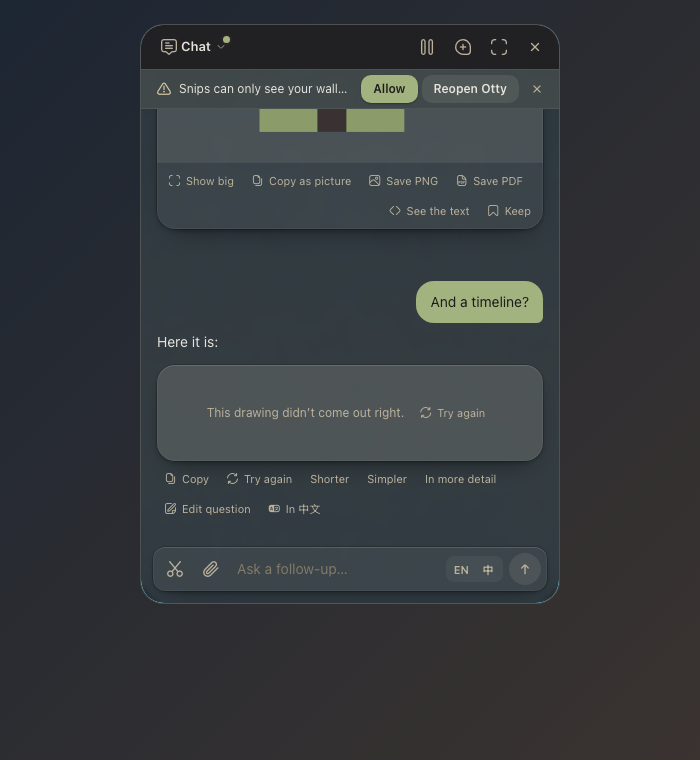 Chat
Snips can only see your wall... Allow Reopen Otty
Show big Copy as picture Save PNG Save PDF
See the text Keep
And a timeline?
Here it is:
This drawing didn't come out right. Try again
Copy Try again Shorter Simpler In more detail
Edit question In 中文
Ask a follow-up... EN 中